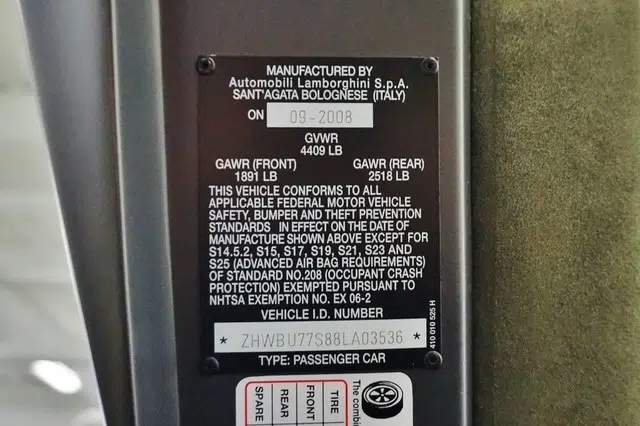 MANUFACTURED BY
Automobili Lamborghini S.p.A.
SANT'AGATA BOLOGNESE (ITALY)
ON 09-2008
GVWR
4409 LB
GAWR (FRONT) GAWR (REAR)
1891 LB 2518 LB
THIS VEHICLE CONFORMS TO ALL
APPLICABLE FEDERAL MOTOR VEHICLE
SAFETY, BUMPER AND THEFT PREVENTION
STANDARDS IN EFFECT ON THE DATE OF
MANUFACTURE SHOWN ABOVE EXCEPT FOR
S14.5.2, S15, S17, S19, S21, S23 AND
S25 (ADVANCED AIR BAG REQUIREMENTS)
OF STANDARD NO.208 (OCCUPANT CRASH
PROTECTION) EXEMPTED PURSUANT TO
NHTSA EXEMPTION NO. EX 06-2
VEHICLE I.D. NUMBER
* ZHWBU77S88LA03536 *
TYPE: PASSENGER CAR
410 010 525 H
TIRE
FRONT
REAR
SPARE
The combin